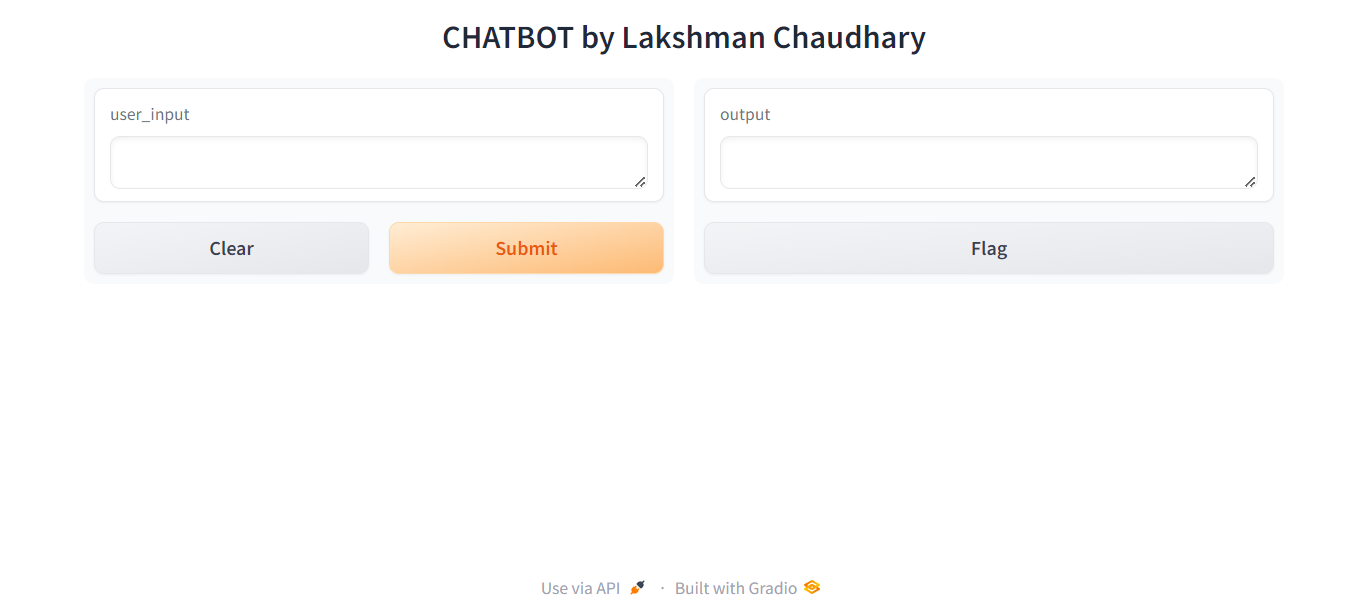 CHATBOT by Lakshman Chaudhary
user_input
output
Clear
Submit
Flag
Use via API · Built with Gradio